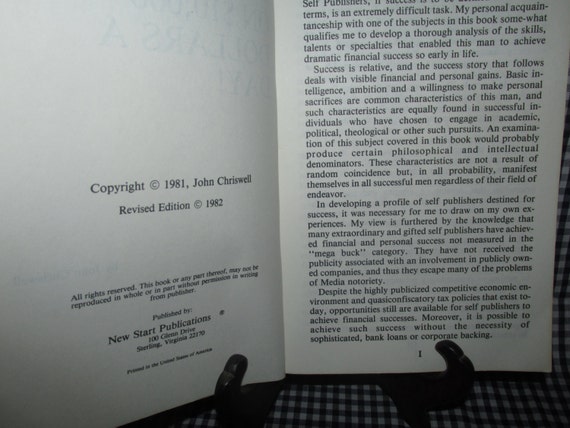 Copyright © 1981, John Chriswell
Revised Edition © 1982
All rights reserved. This book or any part thereof, may not be
reproduced in whole or in part without permission in writing
from publisher.
Published by:
New Start Publications ®
100 Glenn Drive
Sterling, Virginia 22170
Printed in the United States of America
Self Publishers, if success is to be defined in
terms, is an extremely difficult task. My personal acquain-
tanceship with one of the subjects in this book some-what
qualifies me to develop a thorough analysis of the skills,
talents or specialties that enabled this man to achieve
dramatic financial success so early in life.
Success is relative, and the success story that follows
deals with visible financial and personal gains. Basic in-
telligence, ambition and a willingness to make personal
sacrifices are common characteristics of this man, and
such characteristics are equally found in successful in-
dividuals who have chosen to engage in academic,
political, theological or other such pursuits. An examina-
tion of this subject covered in this book would probably
produce certain philosophical and intellectual
denominators. These characteristics are not a result of
random coincidence but, in all probability, manifest
themselves in all successful men regardless of their field of
endeavor.
In developing a profile of self publishers destined for
success, it was necessary for me to draw on my own ex-
periences. My view is furthered by the knowledge that
many extraordinary and gifted self publishers have achiev-
ed financial and personal success not measured in the
"mega buck" category. They have not received the
publicity associated with an involvement in publicly own-
ed companies, and thus they escape many of the problems
of Media notoriety.
Despite the highly publicized competitive economic en-
vironment and quasiconfiscatory tax policies that exist to-
day, opportunities still are available for self publishers to
achieve financial successes. Moreover, it is possible to
achieve such success without the necessity of
sophisticated, bank loans or corporate backing.
I